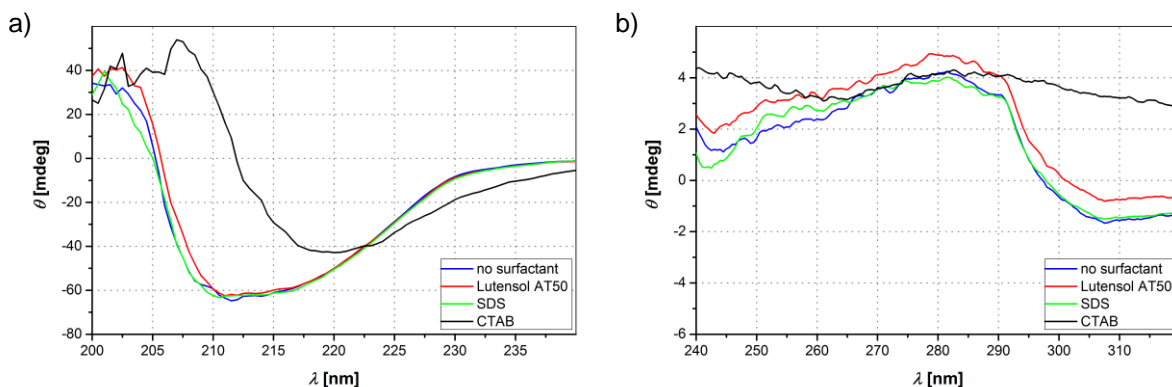 a)
θ [mdeg]
40
20
0
-20
-40
-60
-80
200 205 210 215 220 225 230 235
λ [nm]
no surfactant
Lutensol AT50
SDS
CTAB
b)
θ [mdeg]
4
2
0
-2
-4
-6
240 250 260 270 280 290 300 310
λ [nm]
no surfactant
Lutensol AT50
SDS
CTAB